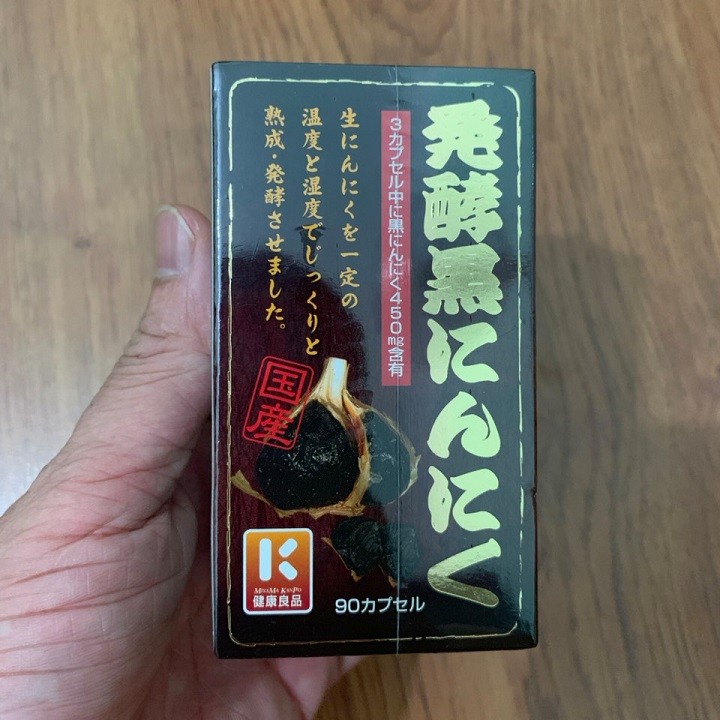 発酵黒にんにく
3カプセル中に黒にんにく450mg含有
生にんにくを一定の
温度と湿度でじっくりと
熟成・発酵させました。
国産
K
MIYAMA KANPO
健康良品
90カプセル